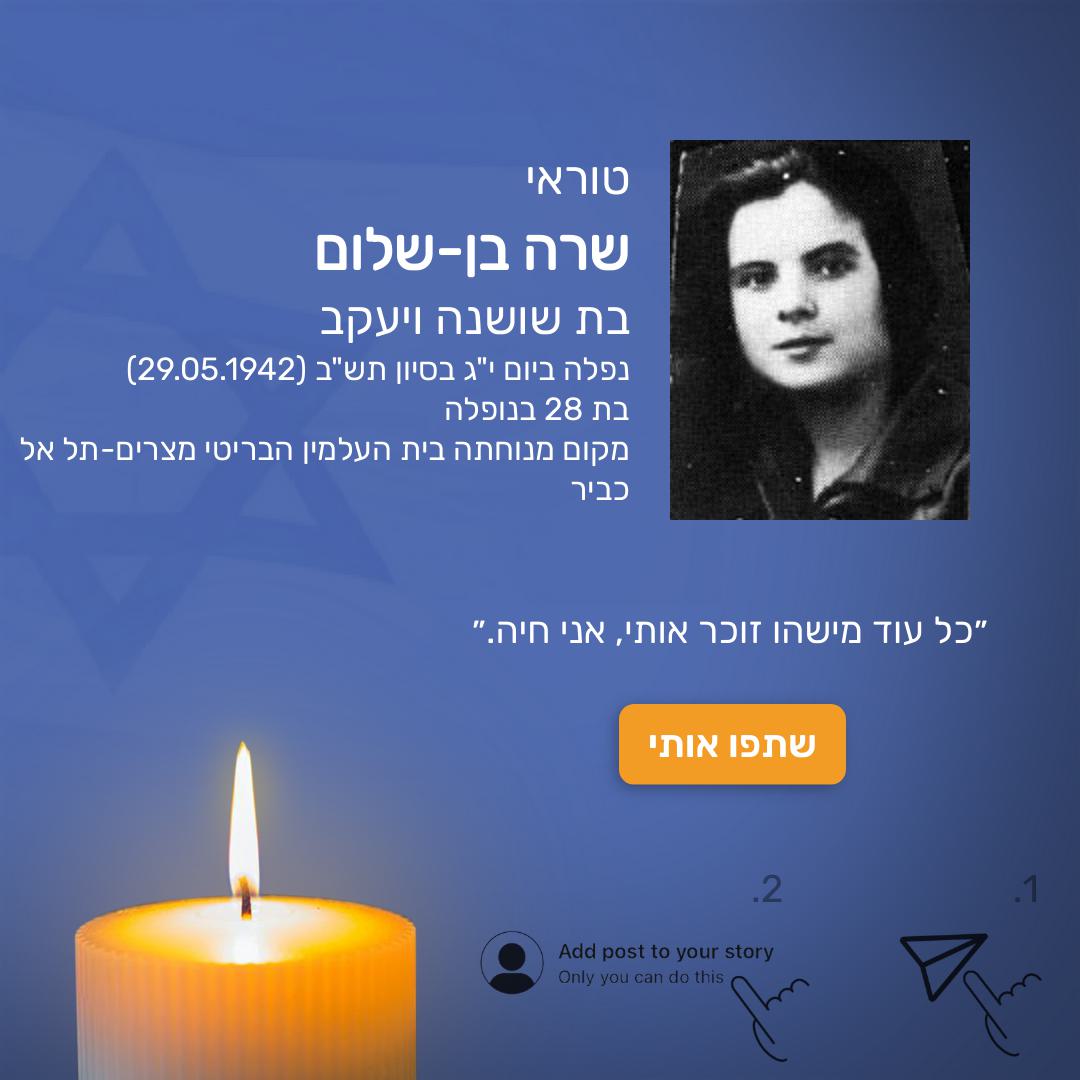 טוראי
שרה בן-שלום
בת שושנה ויעקב
נפלה ביום י"ג בסיון תש"ב (29.05.1942)
בת 28 בנופלה
מקום מנוחתה בית העלמין הבריטי מצרים-תל אל
כביר
״כל עוד מישהו זוכר אותי, אני חיה.״
שתפו אותי
.1
.2
Add post to your story
Only you can do this